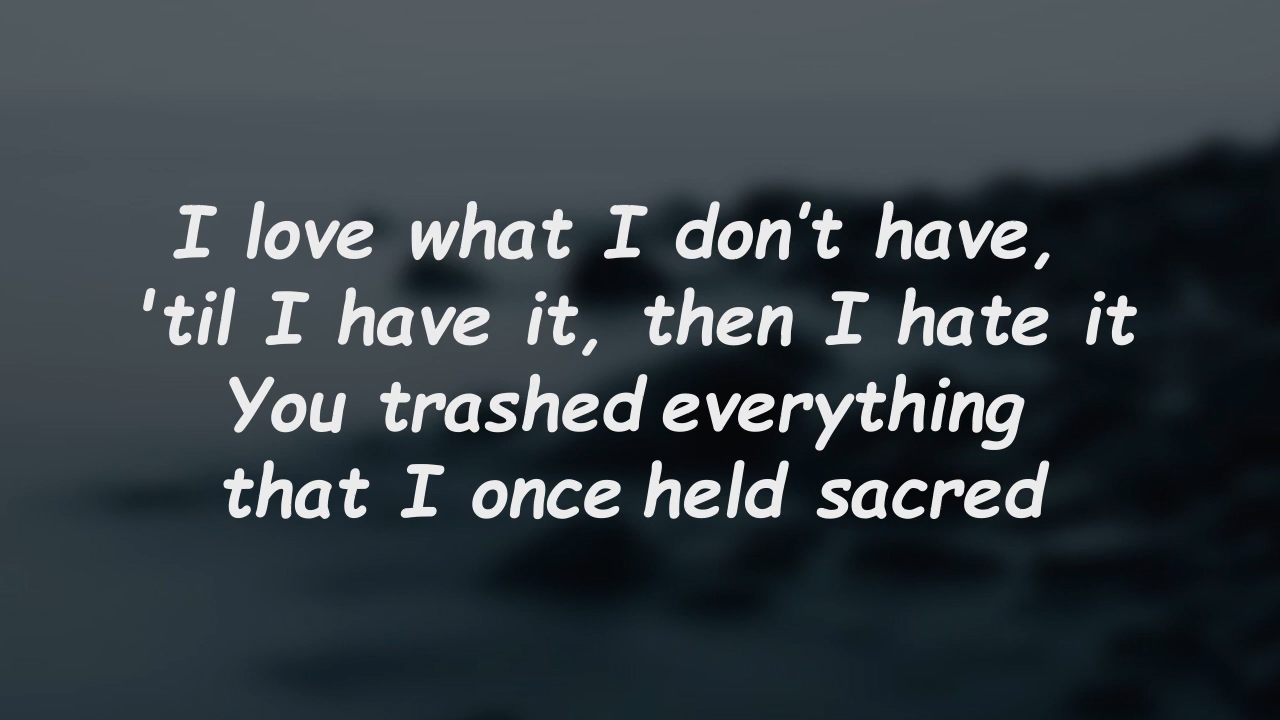 I love what I don't have,
'til I have it, then I hate it
You trashed everything
that I once held sacred